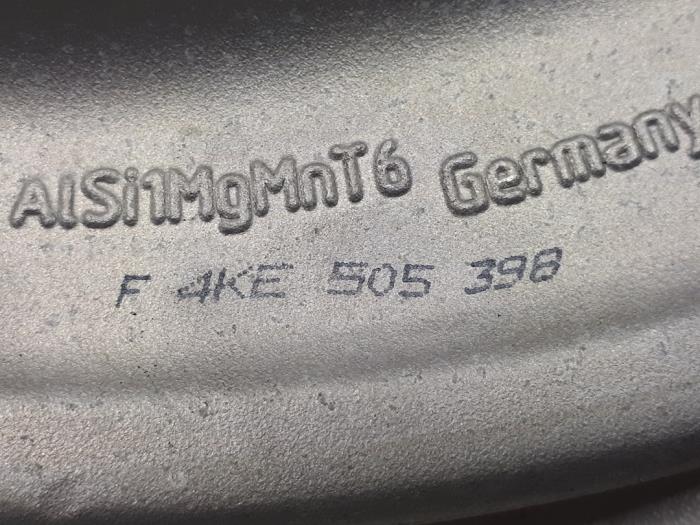 AlSi1MgMnT6 Germany
F 4KE 505 398